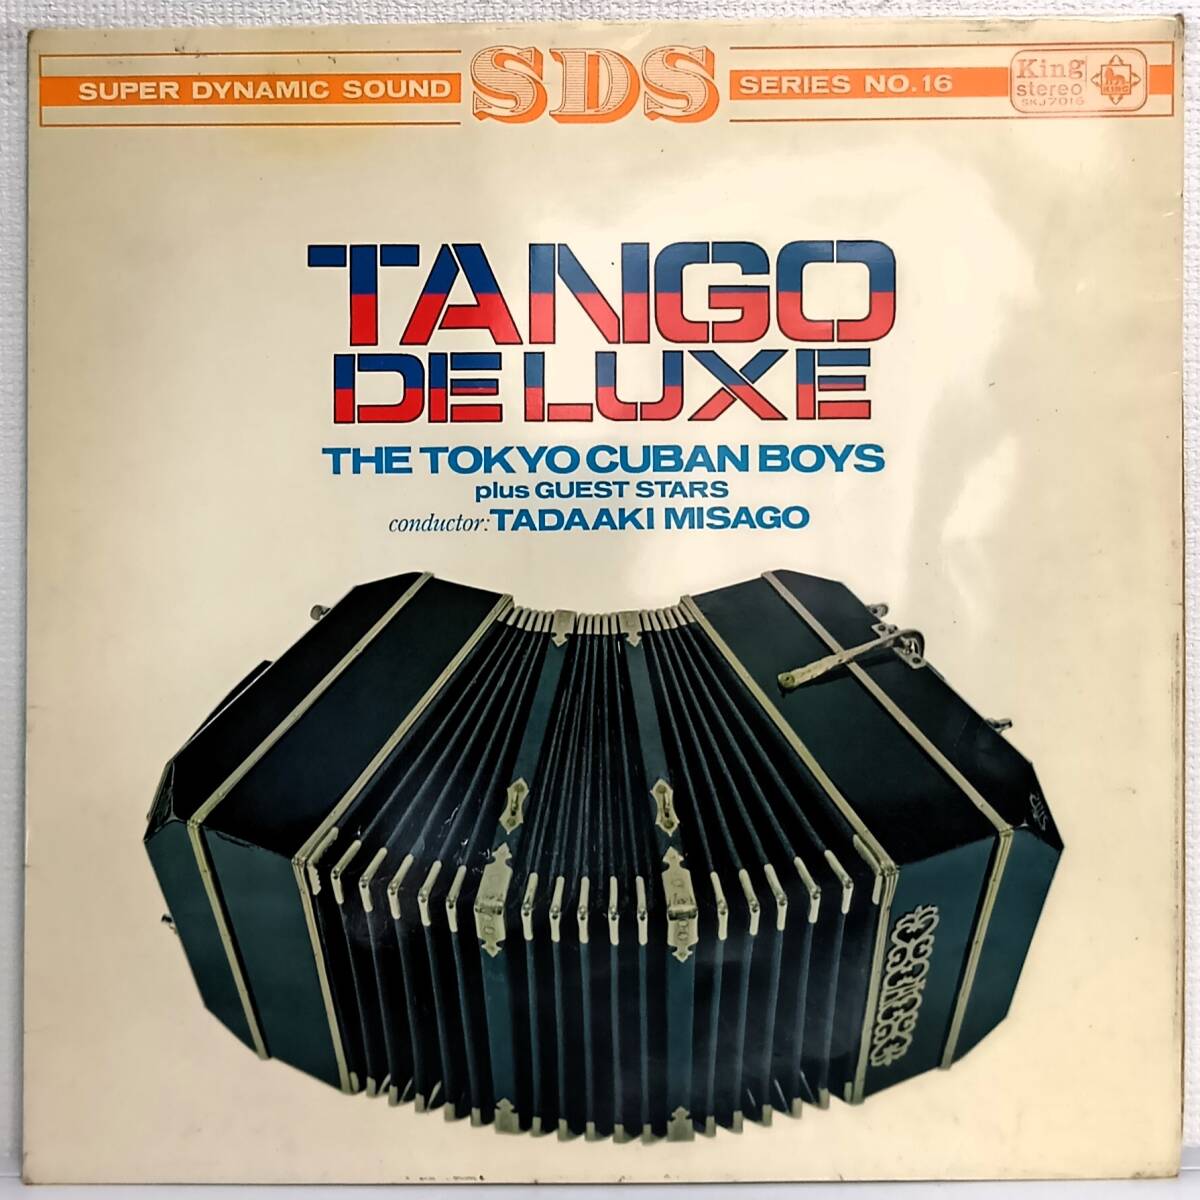 SUPER DYNAMIC SOUND SDS SERIES NO.16
King
stereo
SKJ7016
KING
TANGO
DE LUXE
THE TOKYO CUBAN BOYS
plus GUEST STARS
conductor: TADAAKI MISAGO